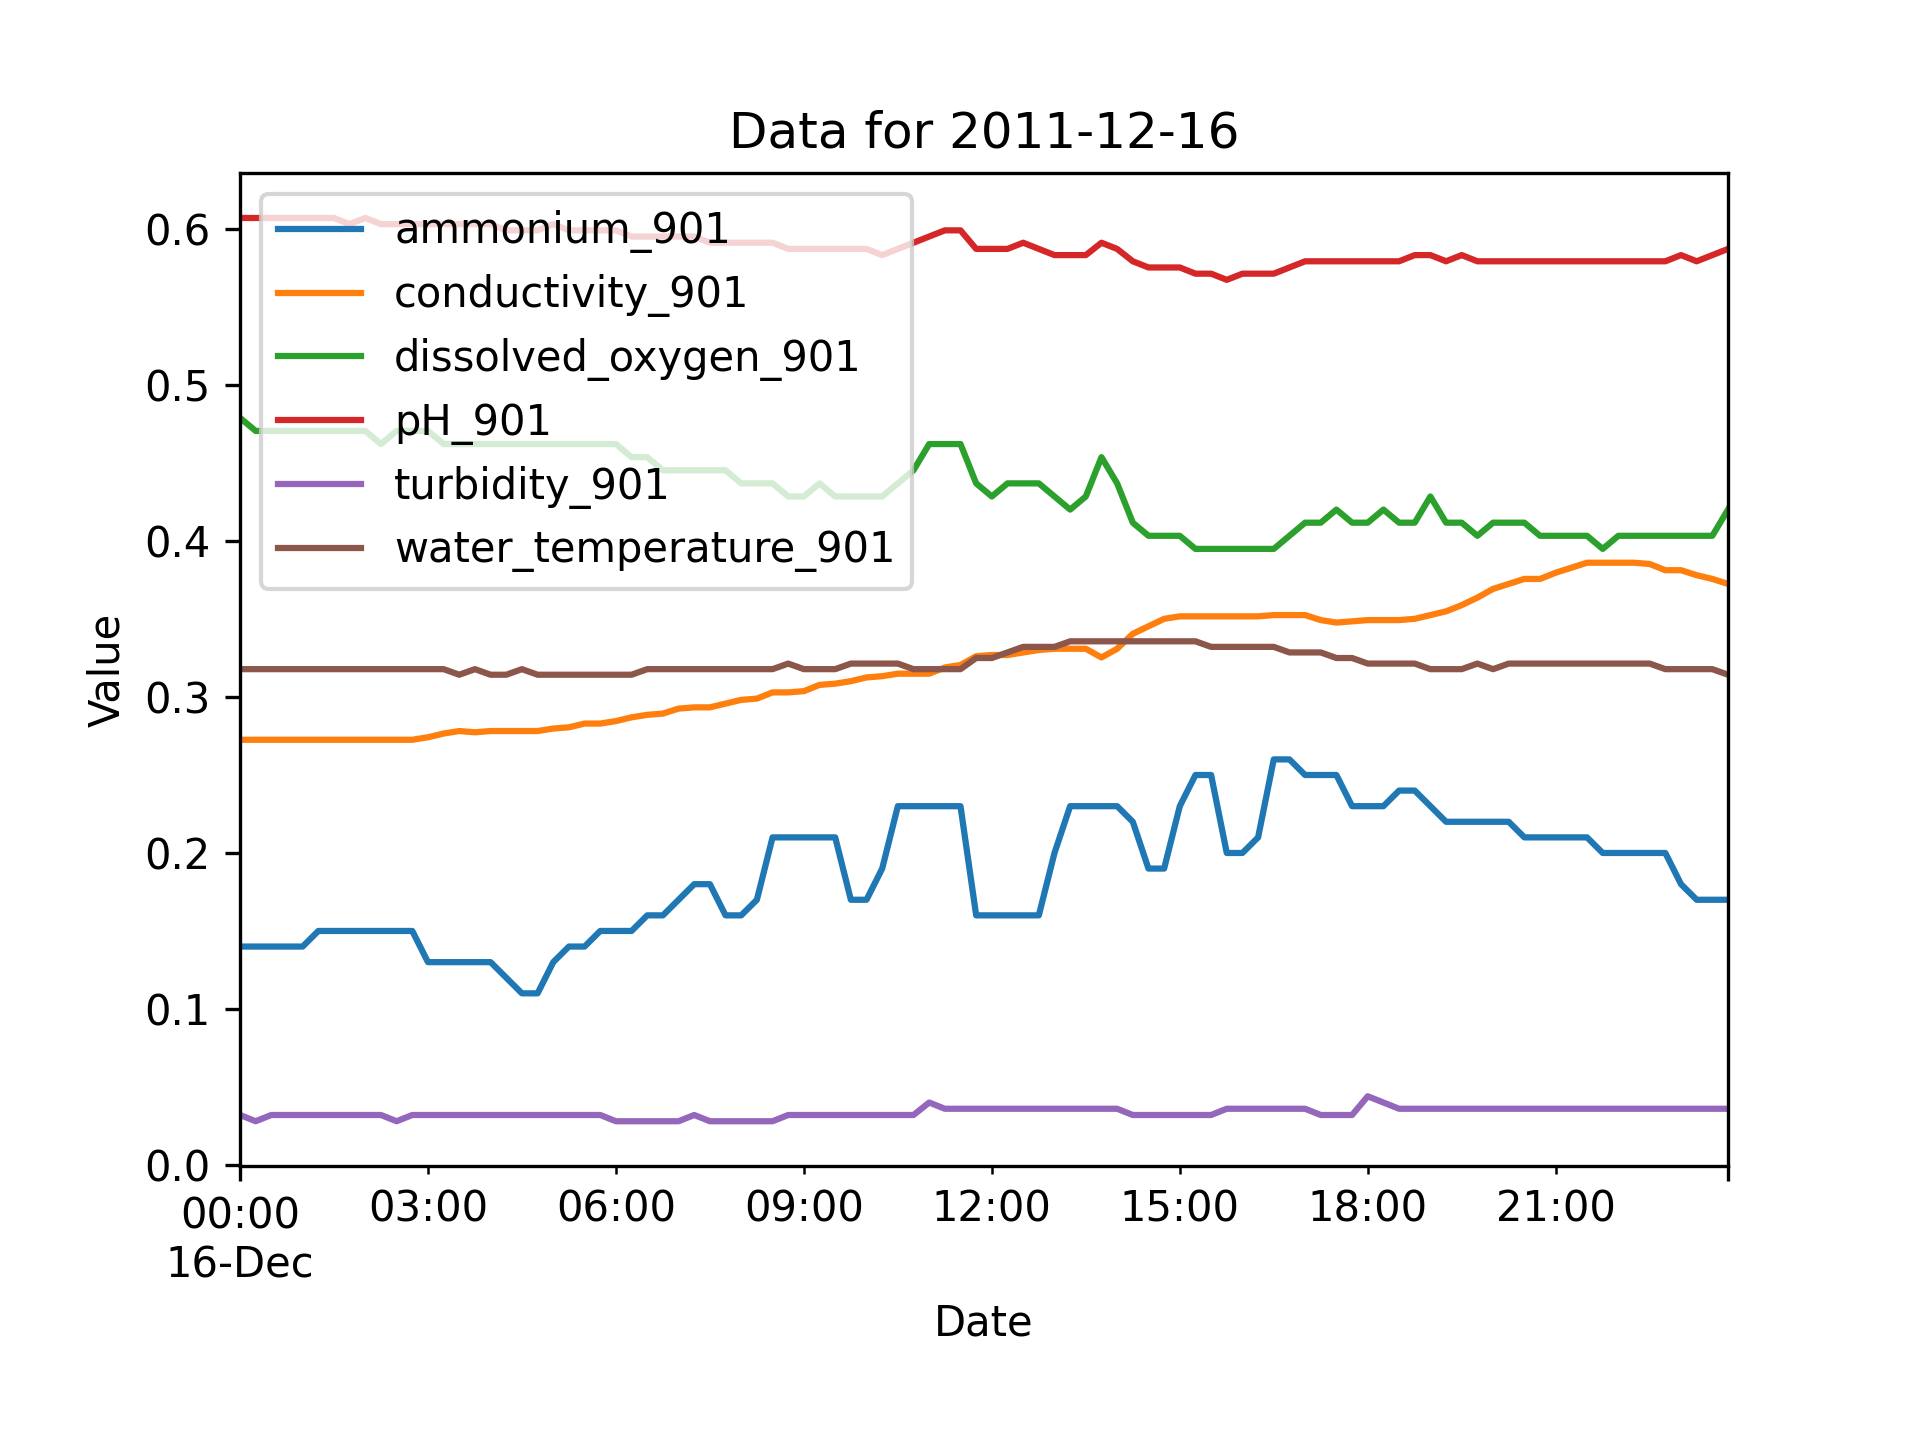 Data for 2011-12-16
ammonium_901
conductivity_901
dissolved_oxygen_901
pH_901
turbidity_901
water_temperature_901
0.6
0.5
0.4
0.3
0.2
0.1
0.0
Value
00:00 03:00 06:00 09:00 12:00 15:00 18:00 21:00
16-Dec
Date